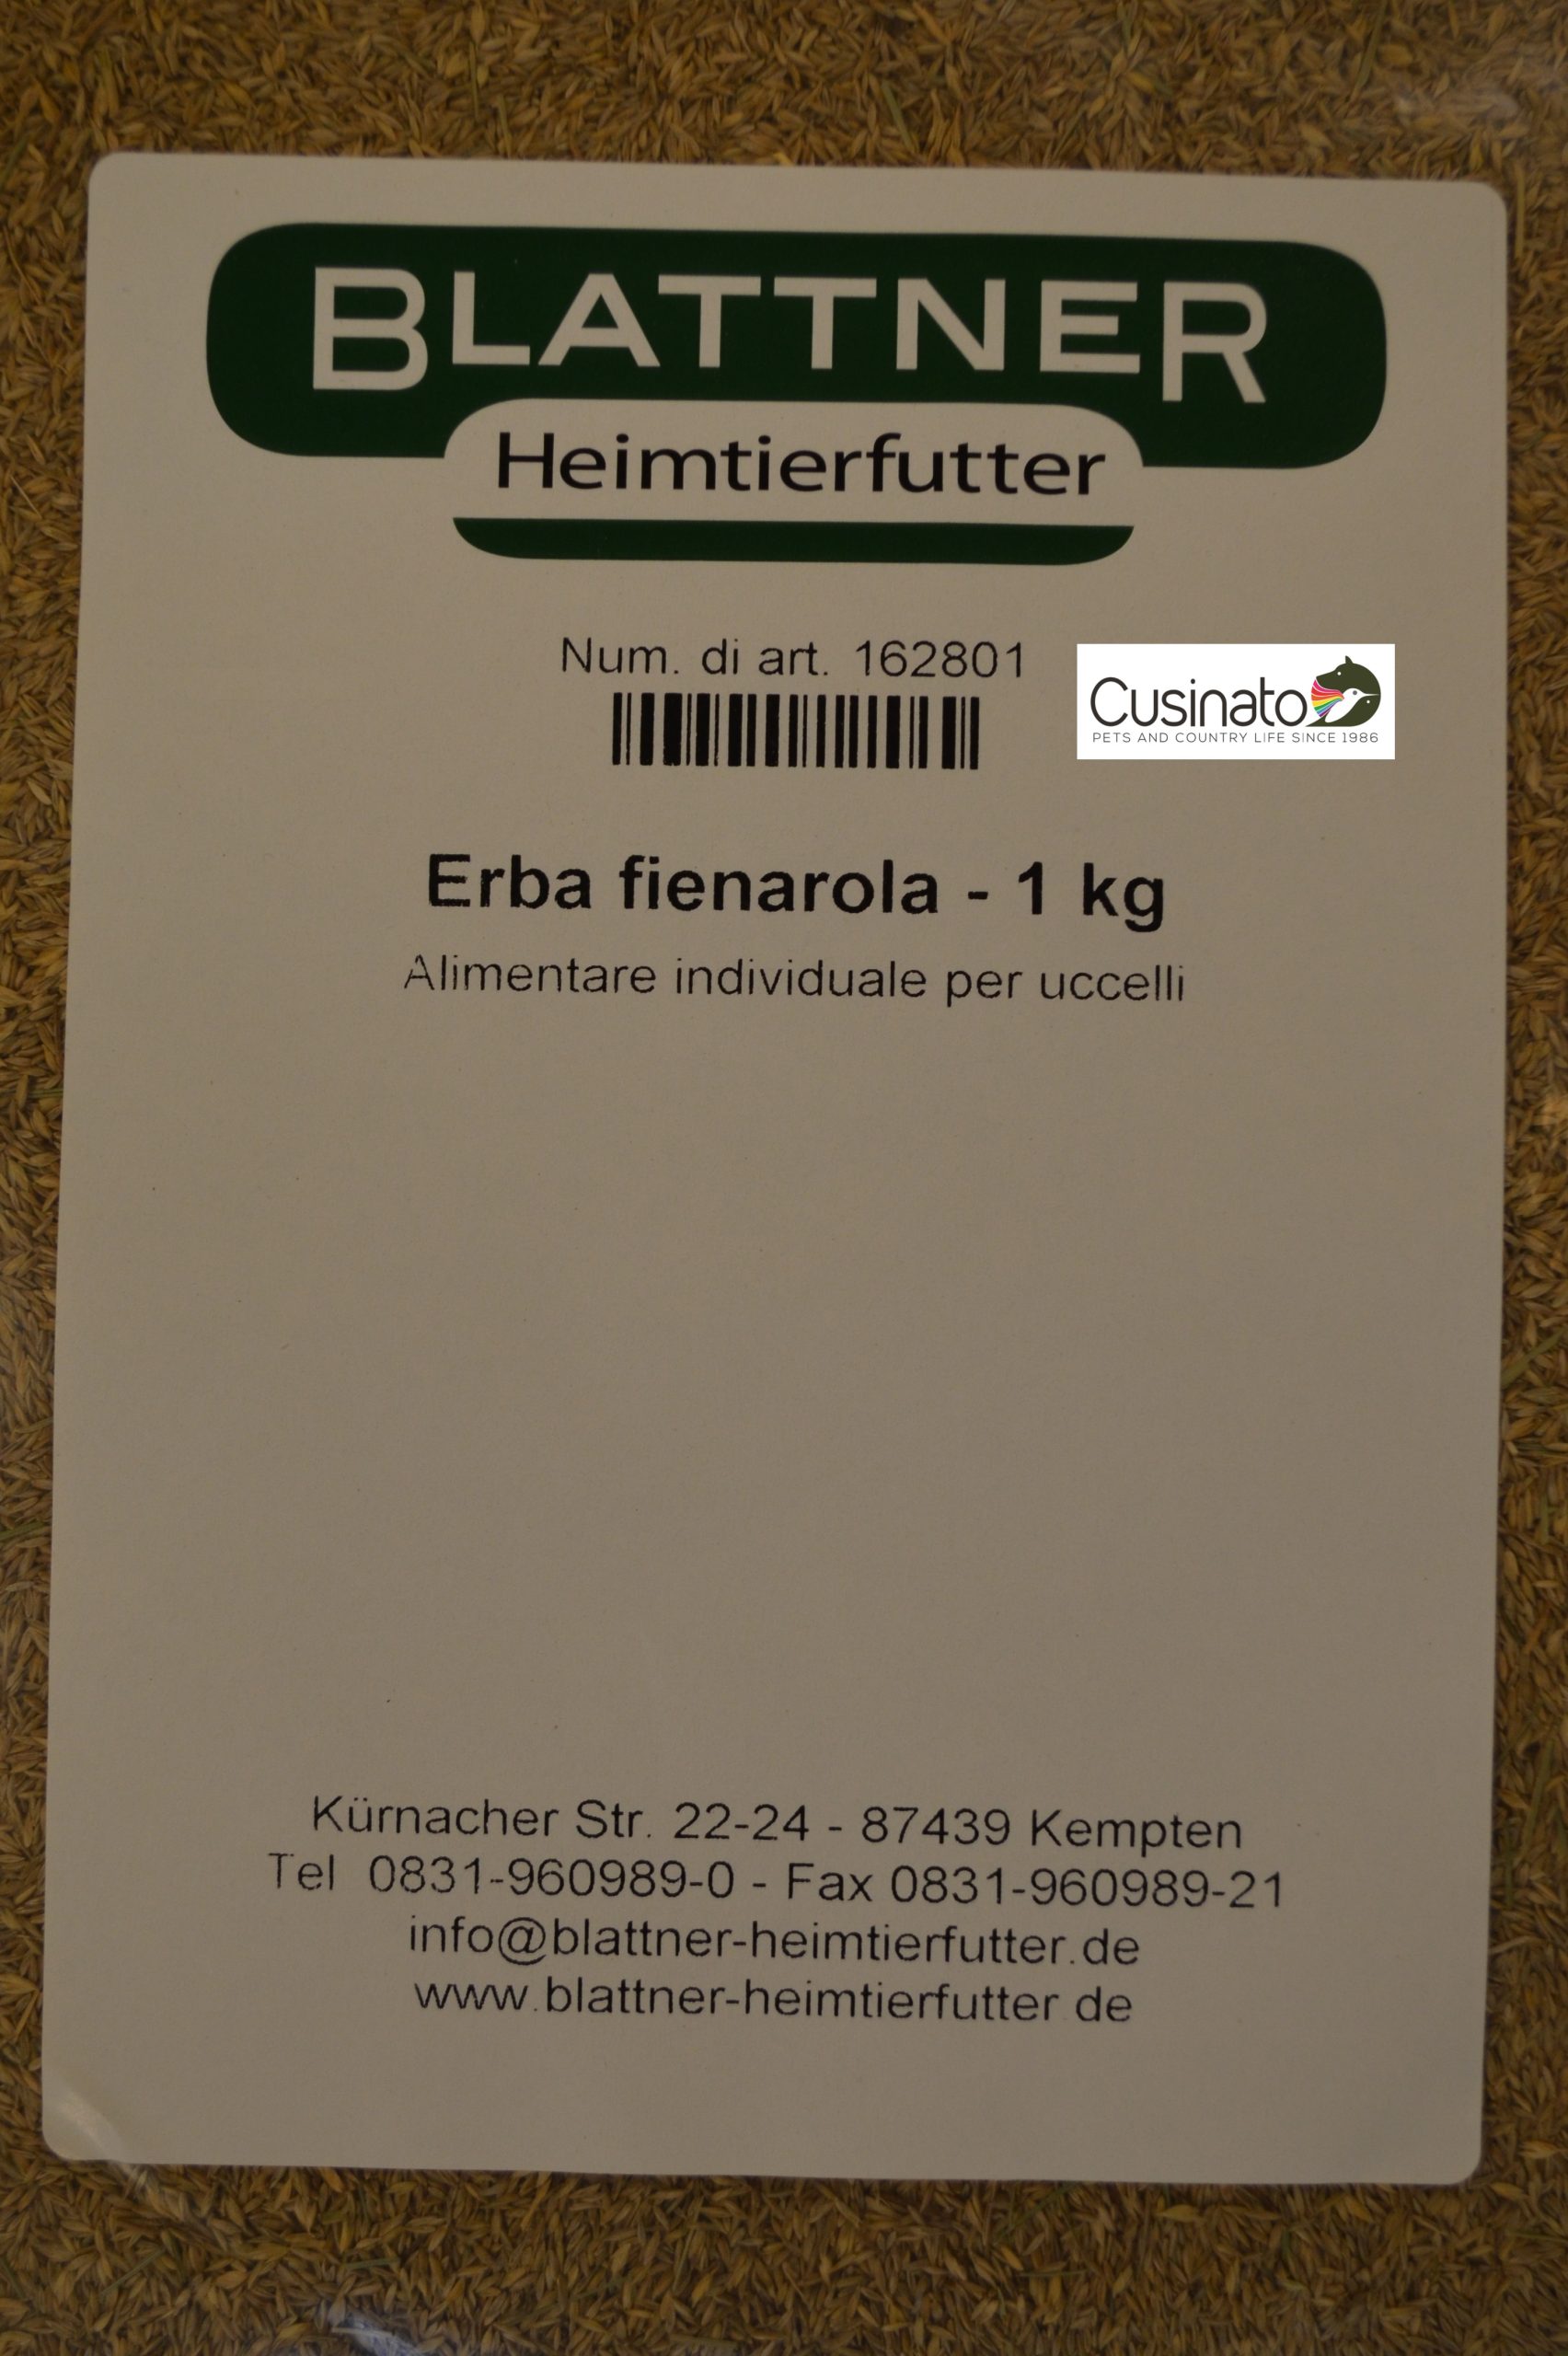 BLATTNER
Heimtierfutter
Num. di art. 162801
Cusinato
PETS AND COUNTRY LIFE SINCE 1986
Erba fienarola - 1 kg
Alimentare individuale per uccelli
Kürnacher Str. 22-24 - 87439 Kempten
Tel 0831-960989-0 - Fax 0831-960989-21
info@blattner-heimtierfutter.de
www.blattner-heimtierfutter de